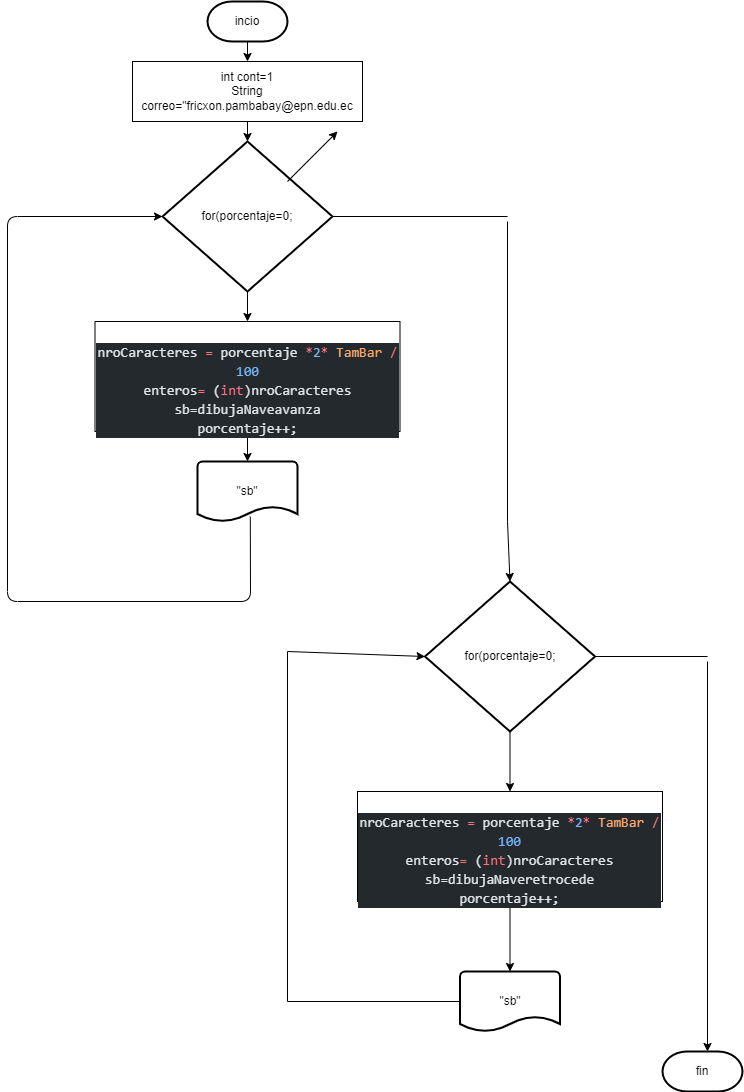 incio
int cont=1
String
correo="fricxon.pambabay@epn.edu.ec
for(porcentaje=0;
nroCaracteres = porcentaje *2* TamBar /
100
enteros= (int)nroCaracteres
sb=dibujaNaveavanza
porcentaje++;
"sb"
for(porcentaje=0;
nroCaracteres = porcentaje *2* TamBar /
100
enteros= (int)nroCaracteres
sb=dibujaNaveretrocede
porcentaje++;
"sb"
fin